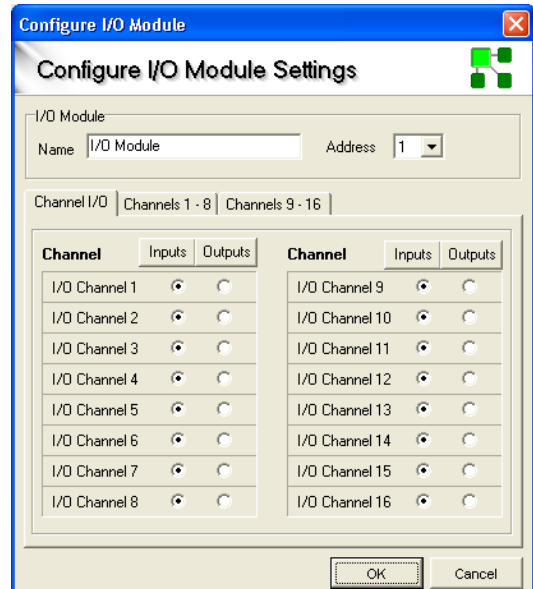 Configure I/O Module
Configure I/O Module Settings
I/O Module
Name I/O Module Address 1
Channel I/O Channels 1 - 8 Channels 9 - 16
Channel Inputs Outputs Channel Inputs Outputs
I/O Channel 1 I/O Channel 9
I/O Channel 2 I/O Channel 10
I/O Channel 3 I/O Channel 11
I/O Channel 4 I/O Channel 12
I/O Channel 5 I/O Channel 13
I/O Channel 6 I/O Channel 14
I/O Channel 7 I/O Channel 15
I/O Channel 8 I/O Channel 16
OK Cancel